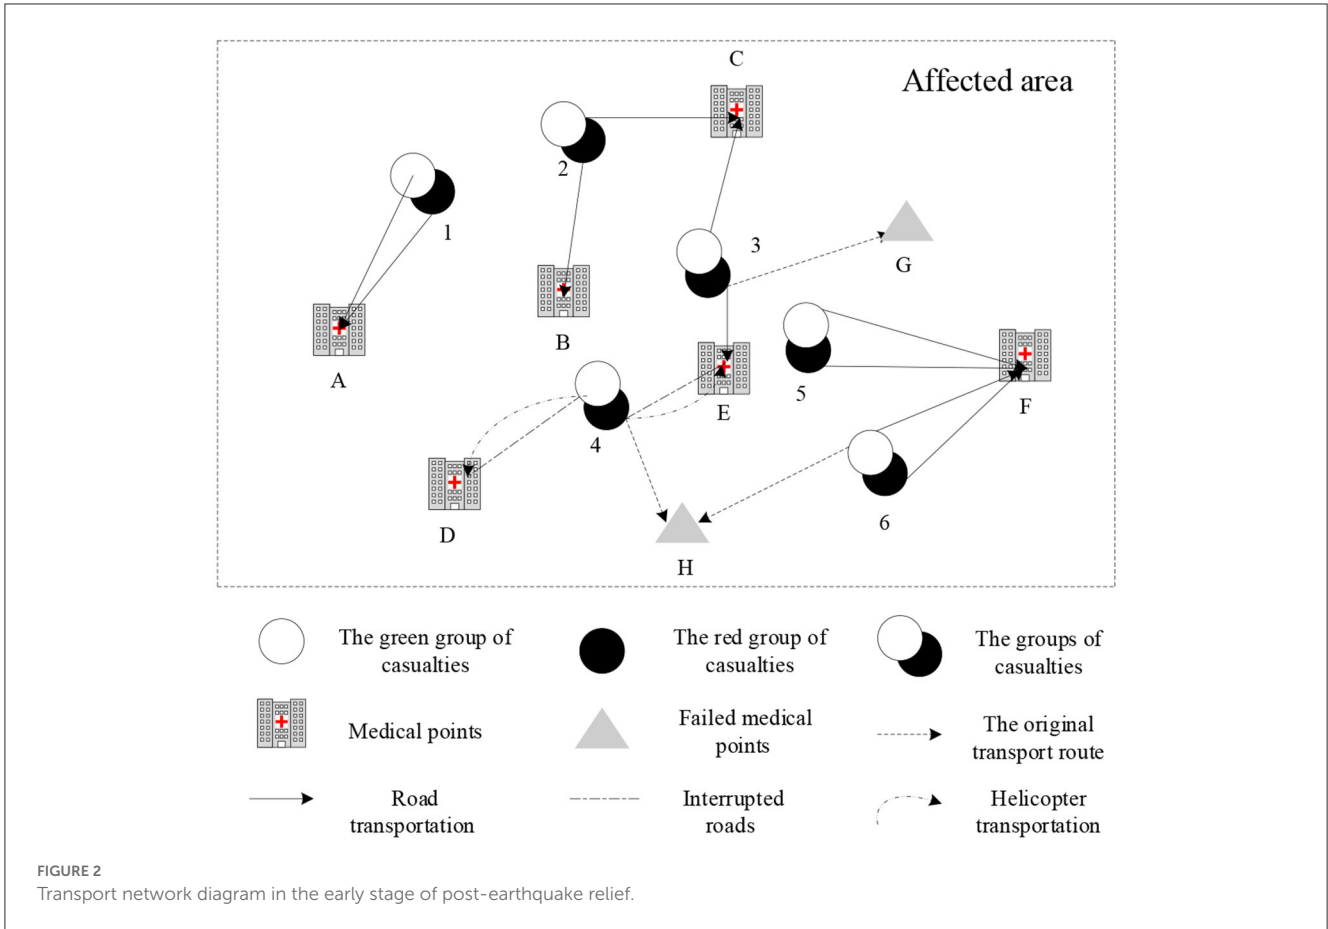 C
Affected area
2
1
3
G
B
A
5
E
F
4
D
6
H
The green group of
casualties
The red group of
casualties
The groups of
casualties
Medical points
Failed medical
points
The original
transport route
Road
transportation
Interrupted
roads
Helicopter
transportation
FIGURE 2
Transport network diagram in the early stage of post-earthquake relief.